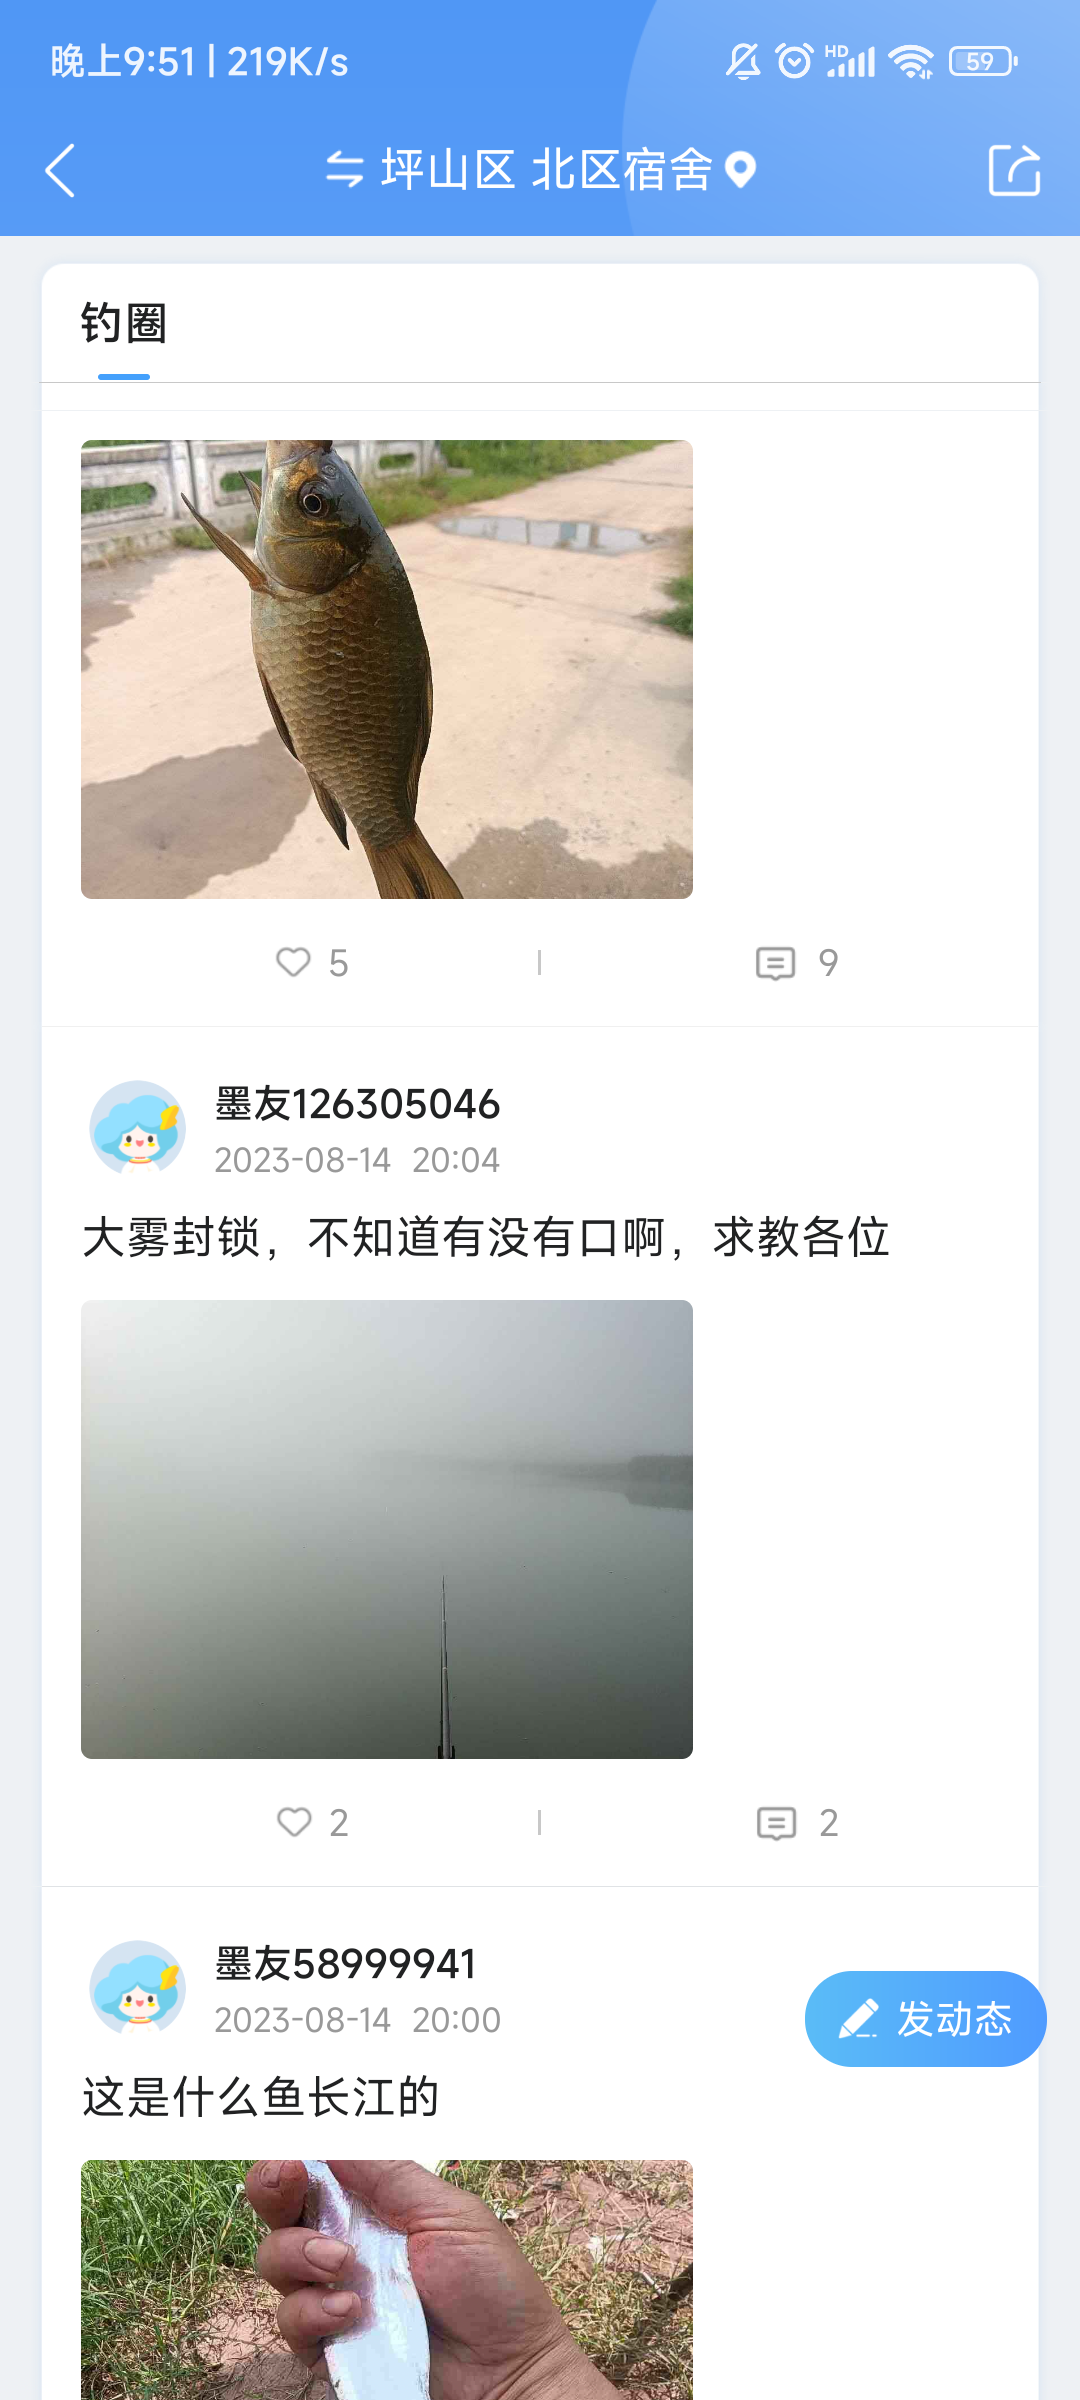 晚上9:51 | 219K/s
HD
59
坪山区 北区宿舍
钓圈
5
9
墨友126305046
2023-08-14 20:04
大雾封锁，不知道有没有口啊，求教各位
2
2
墨友58999941
2023-08-14 20:00
发动态
这是什么鱼长江的